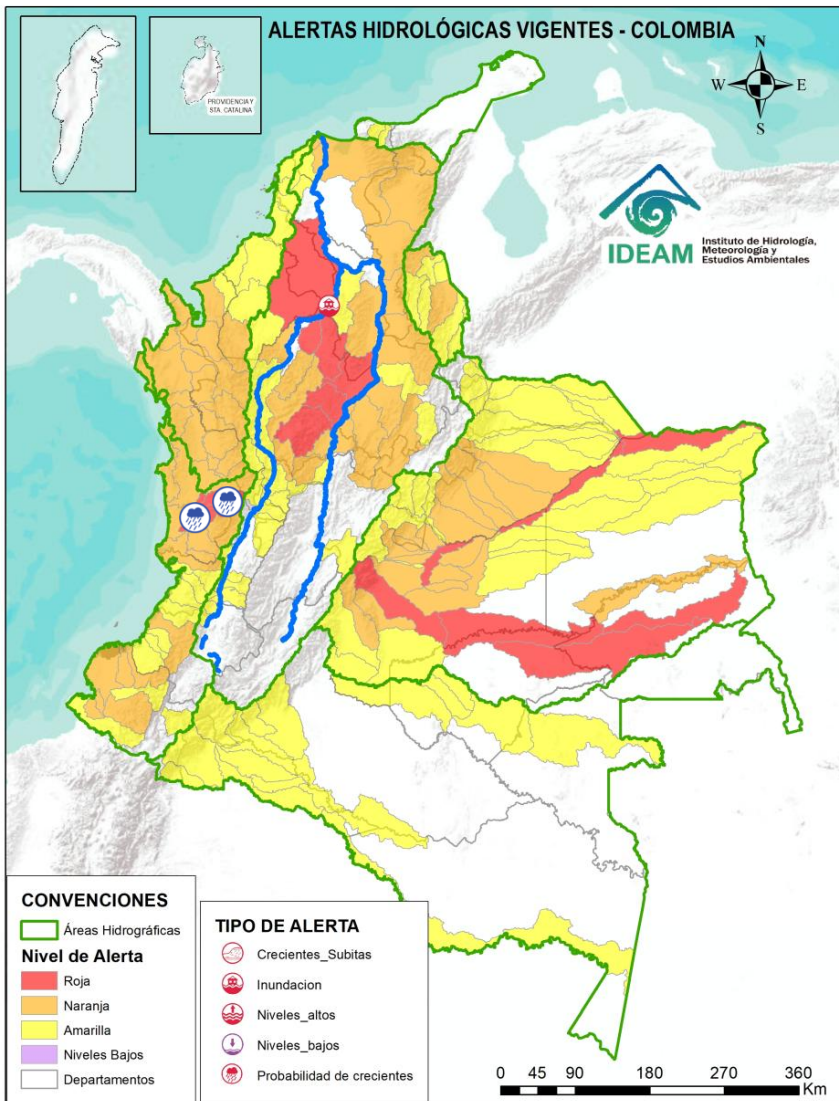 ALERTAS HIDROLÓGICAS VIGENTES - COLOMBIA
PROVIDENCIA Y
STA. CATALINA
N
W
E
S
IDEAM
Instituto de Hidrología,
Meteorología y
Estudios Ambientales
CONVENCIONES
Áreas Hidrográficas
Nivel de Alerta
Roja
Naranja
Amarilla
Niveles Bajos
Departamentos
TIPO DE ALERTA
Crecientes_Subitas
Inundacion
Niveles_altos
Niveles_bajos
Probabilidad de crecientes
0 45 90 180 270 360
Km